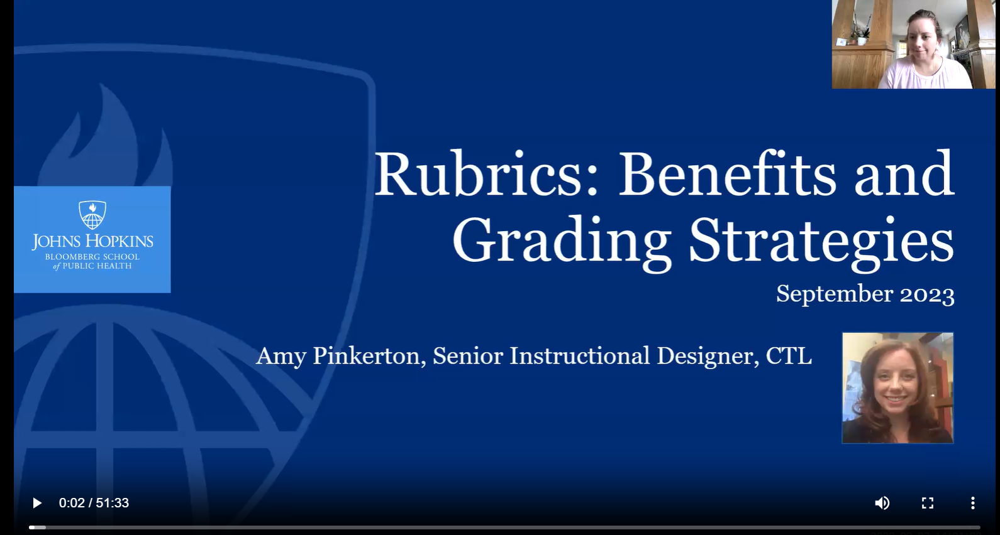 Rubrics: Benefits and
Grading Strategies
September 2023
JOHNS HOPKINS
BLOOMBERG SCHOOL
of PUBLIC HEALTH
Amy Pinkerton, Senior Instructional Designer, CTL
0:02 / 51:33